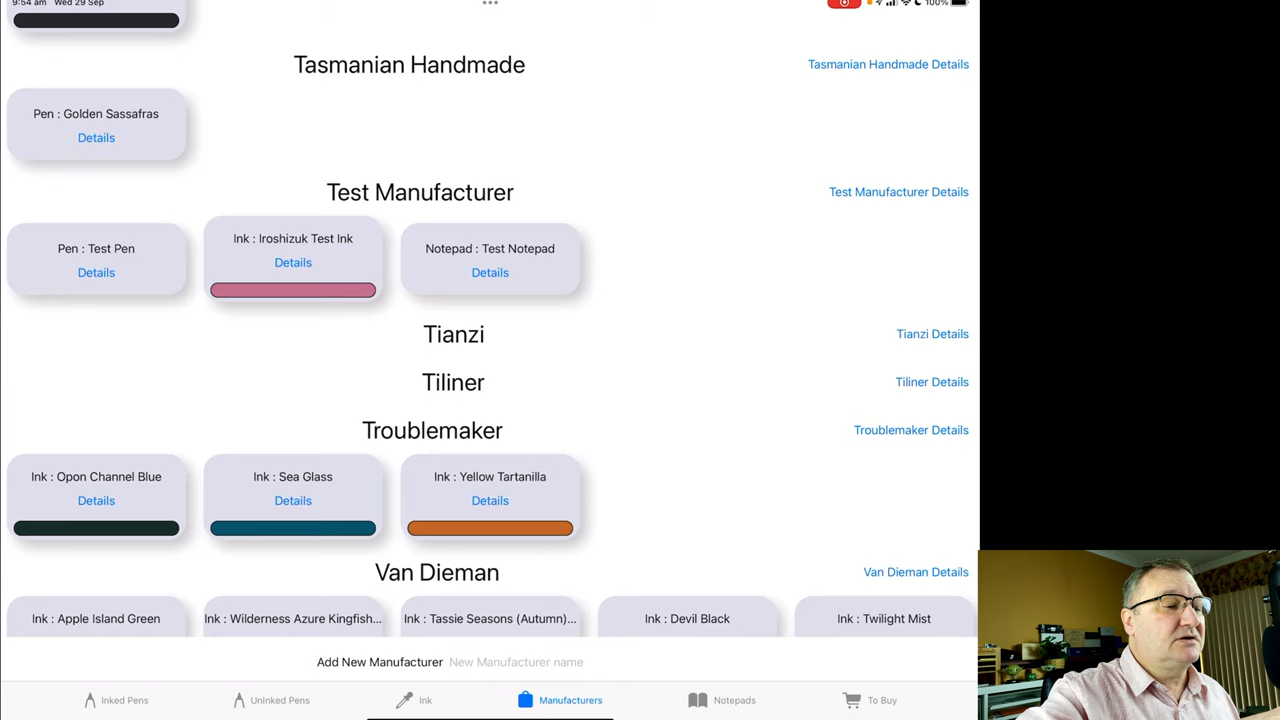 9:54 am Wed 29 Sep
100%
Tasmanian Handmade
Tasmanian Handmade Details
Pen : Golden Sassafras
Details
Test Manufacturer
Test Manufacturer Details
Pen : Test Pen
Details
Ink : Iroshizuk Test Ink
Details
Notepad : Test Notepad
Details
Tianzi
Tianzi Details
Tiliner
Tiliner Details
Troublemaker
Troublemaker Details
Ink : Opon Channel Blue
Details
Ink : Sea Glass
Details
Ink : Yellow Tartanilla
Details
Van Dieman
Van Dieman Details
Ink : Apple Island Green
Ink : Wilderness Azure Kingfish...
Ink : Tassie Seasons (Autumn)...
Ink : Devil Black
Ink : Twilight Mist
Add New Manufacturer New Manufacturer name
Inked Pens
UnInked Pens
Ink
Manufacturers
Notepads
To Buy